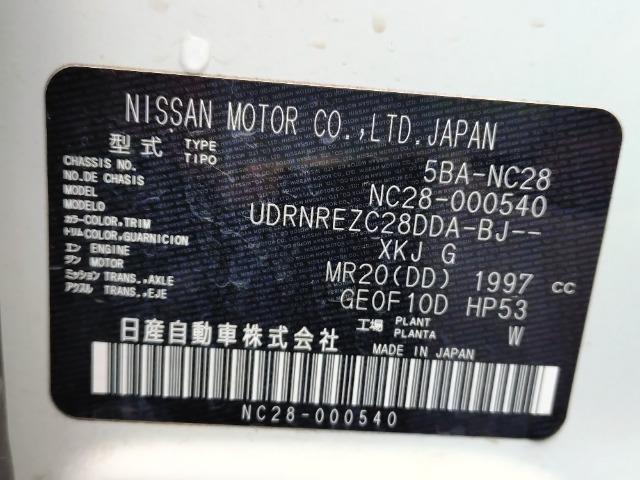 NISSAN MOTOR CO.,LTD.JAPAN
型式 TYPE TIPO 5BA-NC28
CHASSIS NO. NO.DE CHASIS NC28-000540
MODEL MODELO UDRNREZC28DDA-BJ--
カラー COLOR,TRIM トリム COLOR,GUARNICION XKJ G
エン ENGINE ジン MOTOR MR20(DD) 1997 cc
ミッション TRANS.,AXLE アクスル TRANS.,EJE GE0F10D HP53
日産自動車株式会社 工場 PLANT PLANTA W
MADE IN JAPAN
NC28-000540